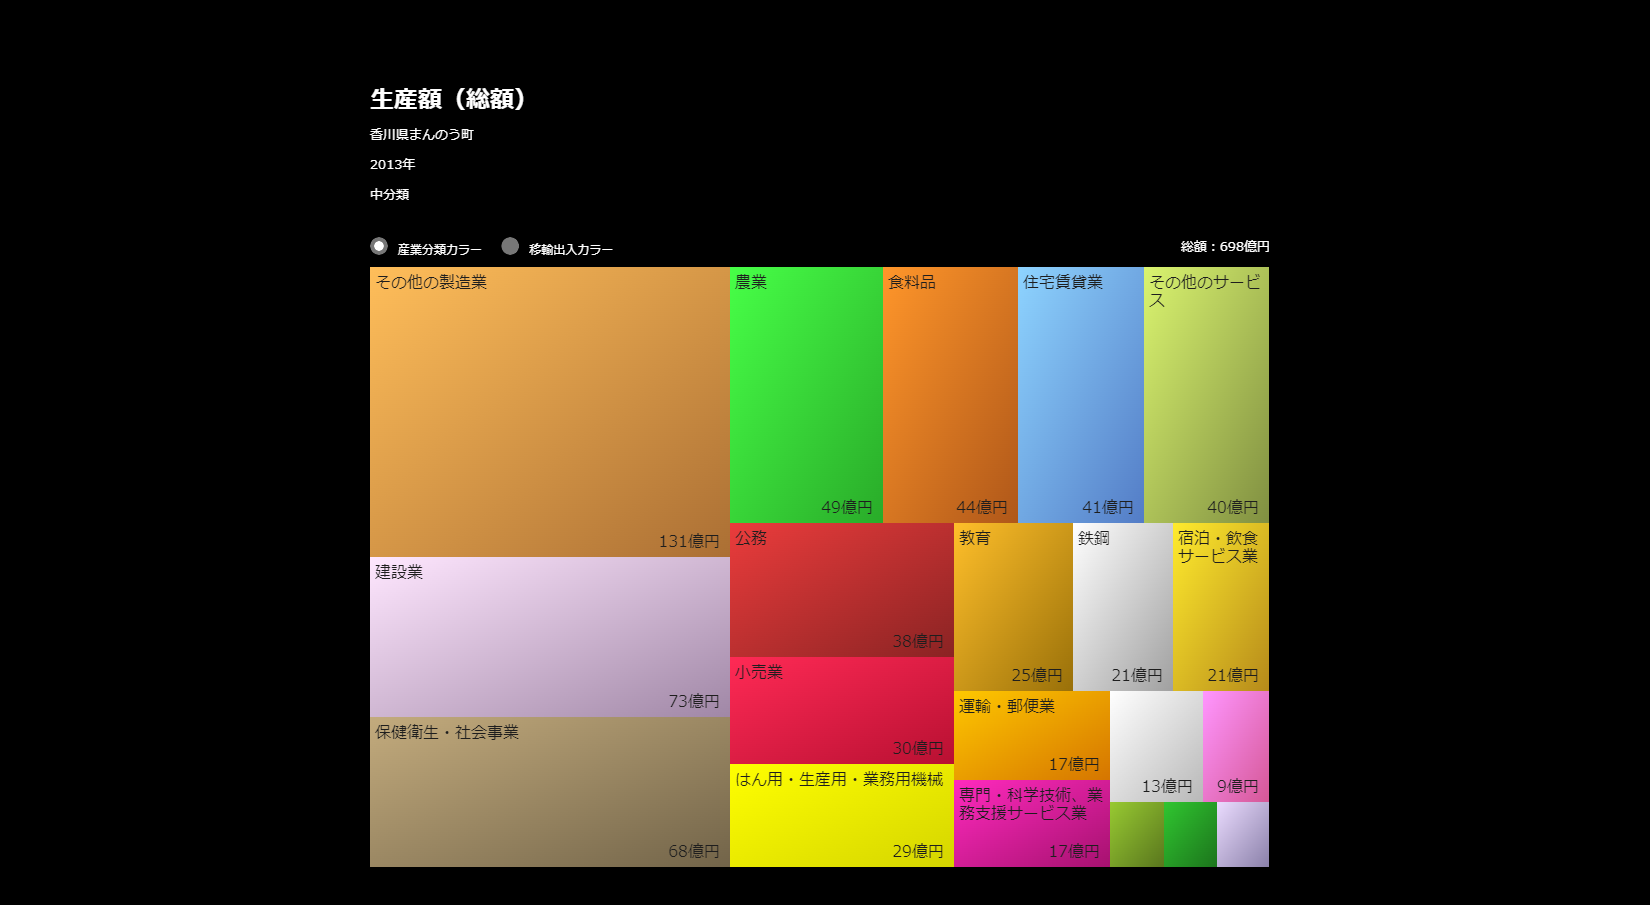 生産額（総額）
香川県まんのう町
2013年
中分類
産業分類カラー
移輸出入カラー
総額：698億円
その他の製造業
131億円
農業
49億円
食料品
44億円
住宅賃貸業
41億円
その他のサービ
ス
40億円
建設業
73億円
保健衛生・社会事業
68億円
公務
38億円
小売業
30億円
はん用・生産用・業務用機械
29億円
教育
25億円
鉄鋼
21億円
宿泊・飲食
サービス業
21億円
運輸・郵便業
17億円
専門・科学技術、業
務支援サービス業
17億円
13億円
9億円